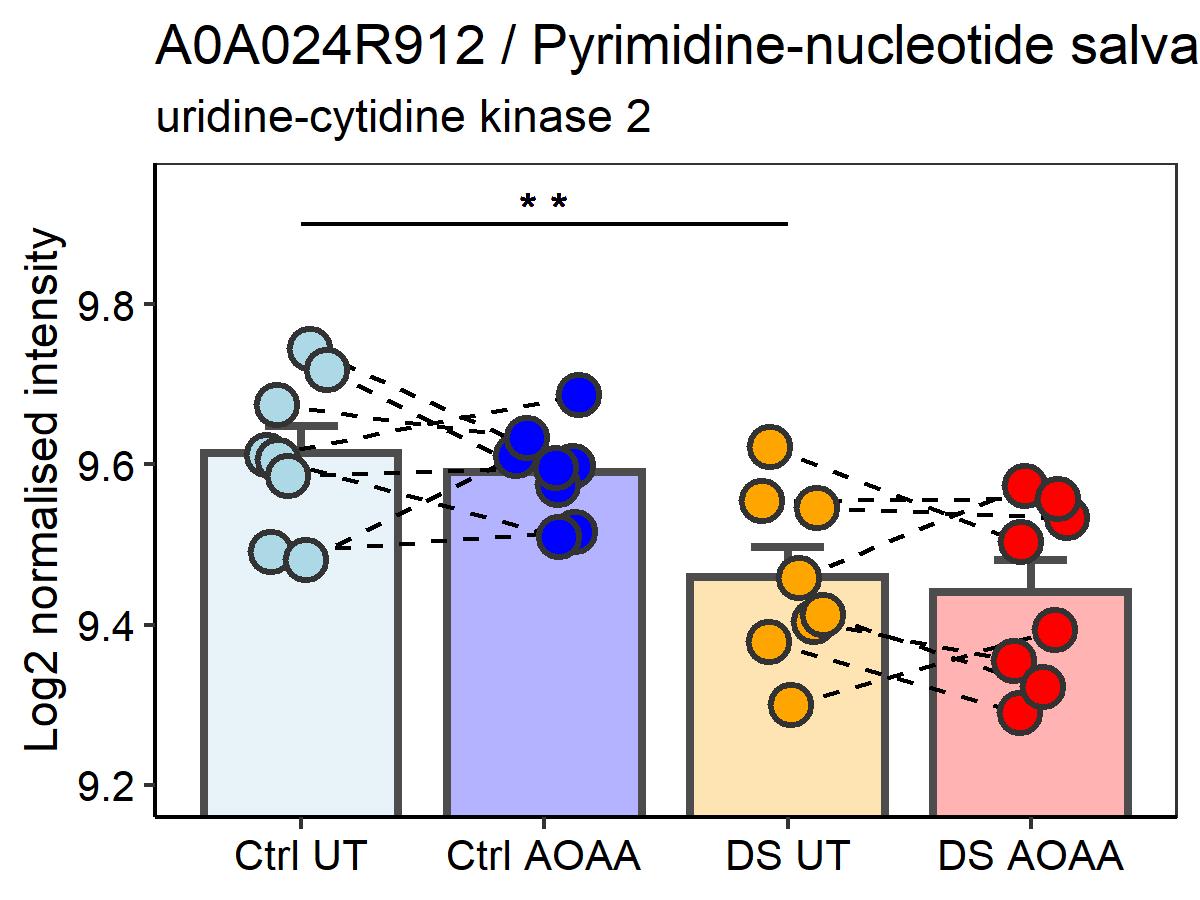 A0A024R912 / Pyrimidine-nucleotide salva
uridine-cytidine kinase 2
* *
Log2 normalised intensity
9.8
9.6
9.4
9.2
Ctrl UT
Ctrl AOAA
DS UT
DS AOAA